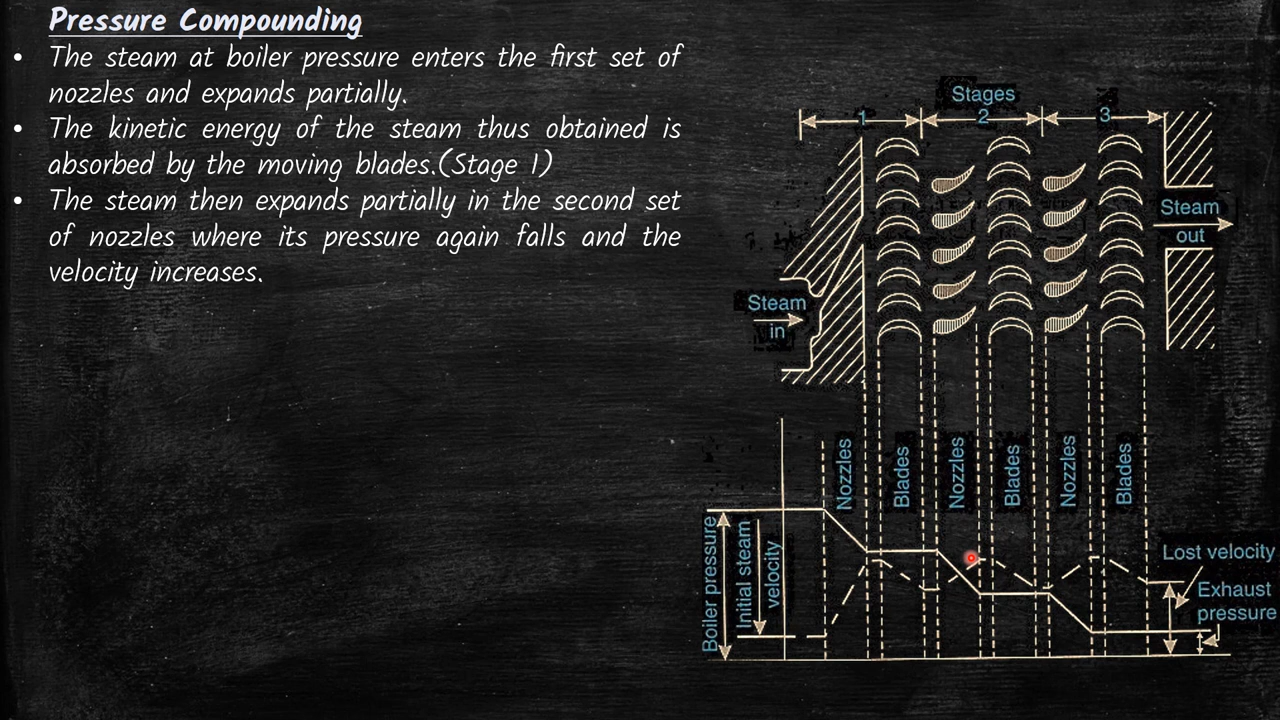 Pressure Compounding
• The steam at boiler pressure enters the first set of
nozzles and expands partially.
• The kinetic energy of the steam thus obtained is
absorbed by the moving blades.(Stage 1)
• The steam then expands partially in the second set
of nozzles where its pressure again falls and the
velocity increases.
Stages
1 2 3
Steam
out
Steam
in
Nozzles
Blades
Nozzles
Blades
Nozzles
Blades
Boiler pressure
Initial steam
velocity
Lost velocity
Exhaust
pressure